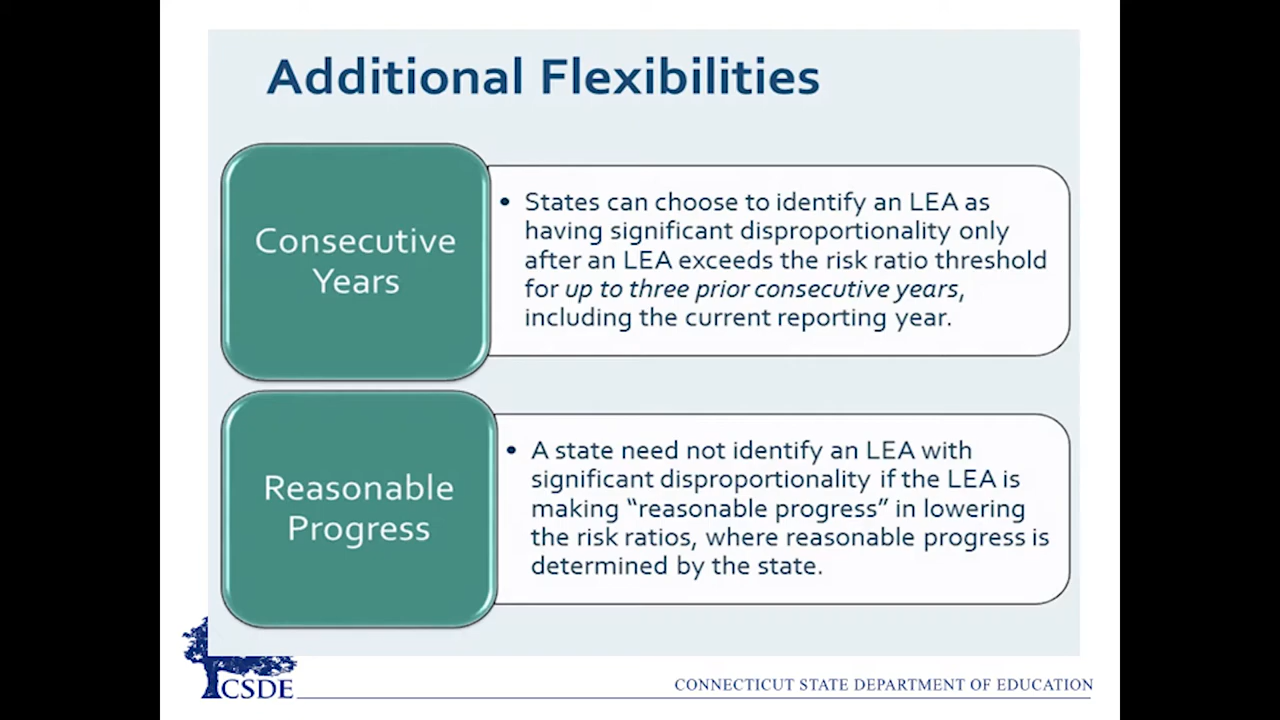 Additional Flexibilities
Consecutive
Years
• States can choose to identify an LEA as
having significant disproportionality only
after an LEA exceeds the risk ratio threshold
for up to three prior consecutive years,
including the current reporting year.
Reasonable
Progress
• A state need not identify an LEA with
significant disproportionality if the LEA is
making “reasonable progress” in lowering
the risk ratios, where reasonable progress is
determined by the state.
CSDE
CONNECTICUT STATE DEPARTMENT OF EDUCATION